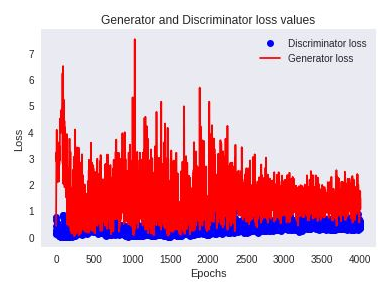 Generator and Discriminator loss values
Discriminator loss
Generator loss
Loss
7
6
5
4
3
2
1
0
0 500 1000 1500 2000 2500 3000 3500 4000
Epochs